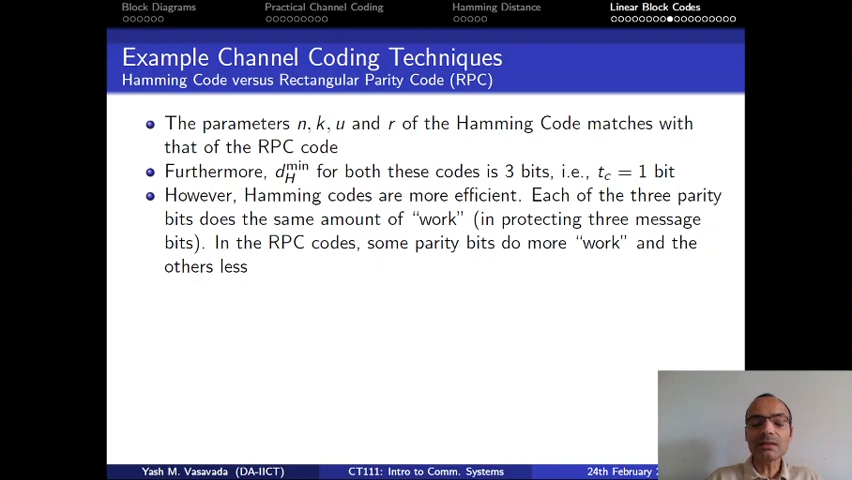 Block Diagrams Practical Channel Coding Hamming Distance Linear Block Codes
Example Channel Coding Techniques
Hamming Code versus Rectangular Parity Code (RPC)
The parameters n, k, u and r of the Hamming Code matches with
that of the RPC code
Furthermore, d_H^min for both these codes is 3 bits, i.e., t_c = 1 bit
However, Hamming codes are more efficient. Each of the three parity
bits does the same amount of “work” (in protecting three message
bits). In the RPC codes, some parity bits do more “work” and the
others less
Yash M. Vasavada (DA-IICT) CT111: Intro to Comm. Systems 24th February